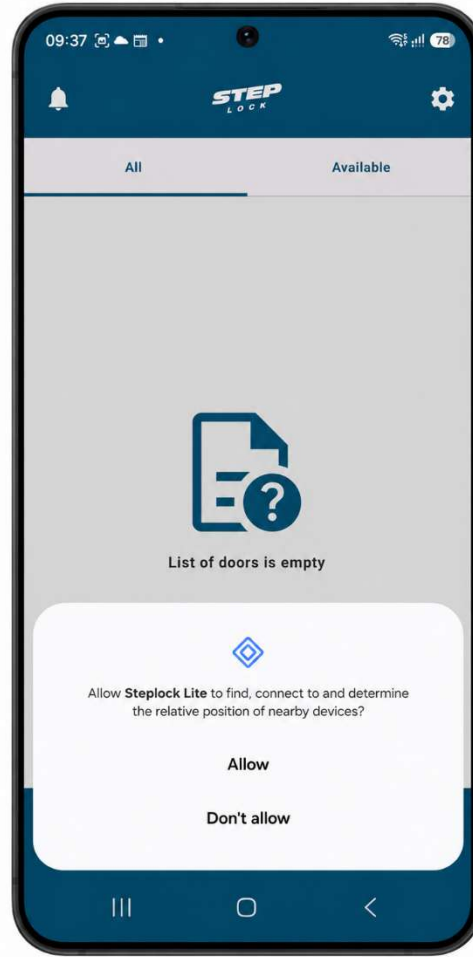 09:37
78
STEP
LOCK
All
Available
List of doors is empty
Allow Steplock Lite to find, connect to and determine
the relative position of nearby devices?
Allow
Don't allow